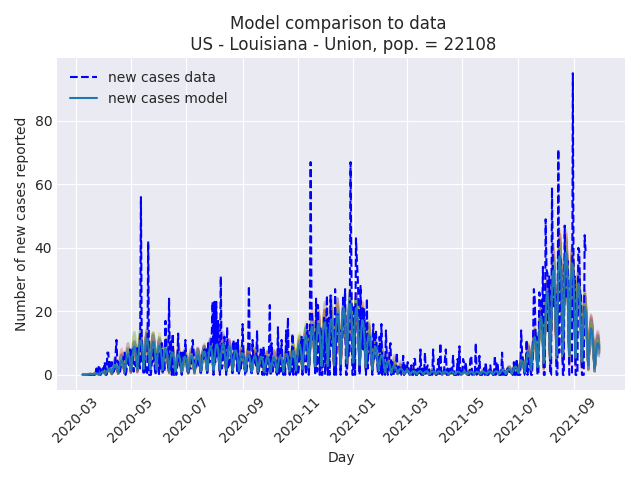 Model comparison to data
US - Louisiana - Union, pop. = 22108
new cases data
new cases model
Number of new cases reported
80
60
40
20
0
2020-03
2020-05
2020-07
2020-09
2020-11
2021-01
2021-03
2021-05
2021-07
2021-09
Day